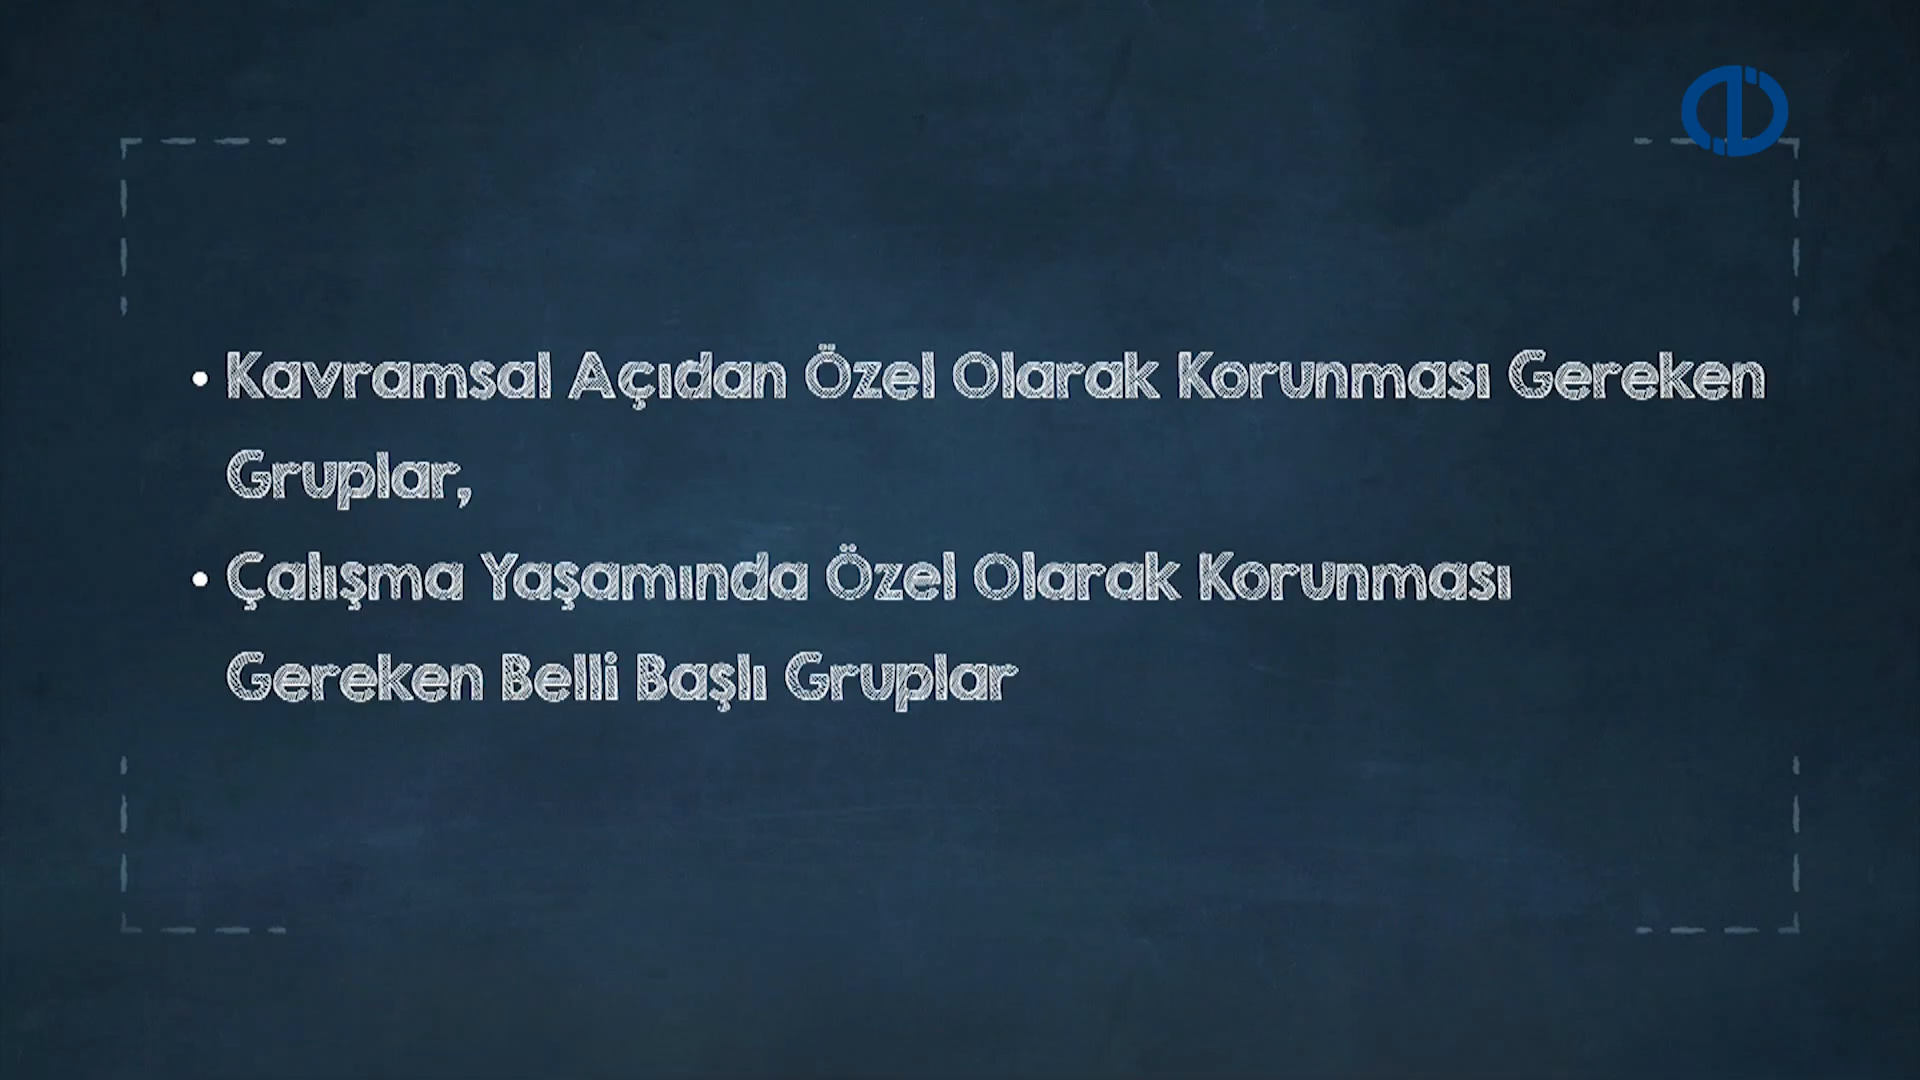 • Kavramsal Açıdan Özel Olarak Korunması Gereken
Gruplar,
• Çalışma Yaşamında Özel Olarak Korunması
Gereken Belli Başlı Gruplar